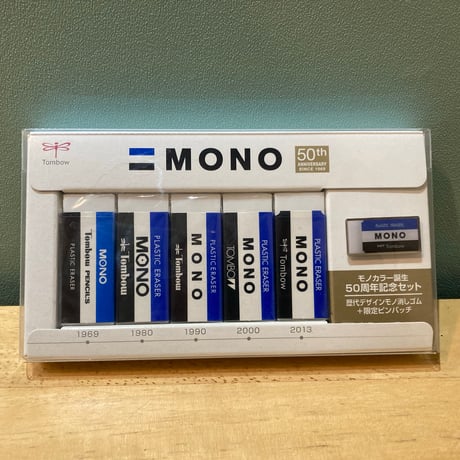 Tombow
MONO
50th
ANNIVERSARY
SINCE 1969
PLASTIC ERASER
Tombow PENCILS
MONO
Tombow
MONO
PLASTIC ERASER
Tombow
MONO
PLASTIC ERASER
TOMBOW
MONO
PLASTIC ERASER
Tombow
MONO
PLASTIC ERASER
PLASTIC ERASER
MONO
Tombow
モノカラー誕生
50周年記念セット
歴代デザインモノ消しゴム
+限定ピンバッチ
1969
1980
1990
2000
2013